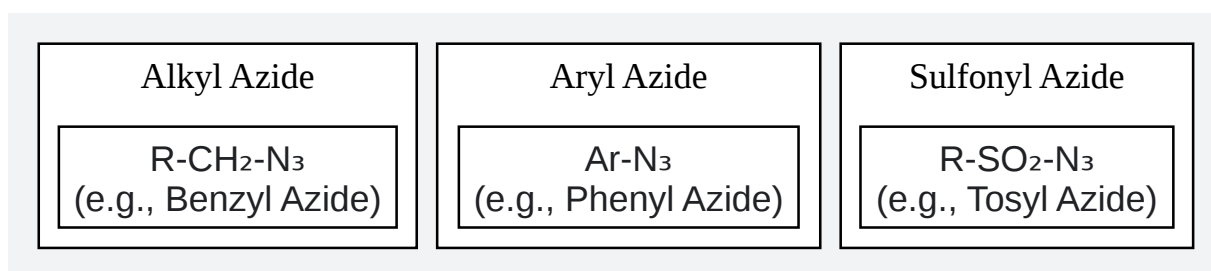 Alkyl Azide
R-CH₂-N₃
(e.g., Benzyl Azide)
Aryl Azide
Ar-N₃
(e.g., Phenyl Azide)
Sulfonyl Azide
R-SO₂-N₃
(e.g., Tosyl Azide)